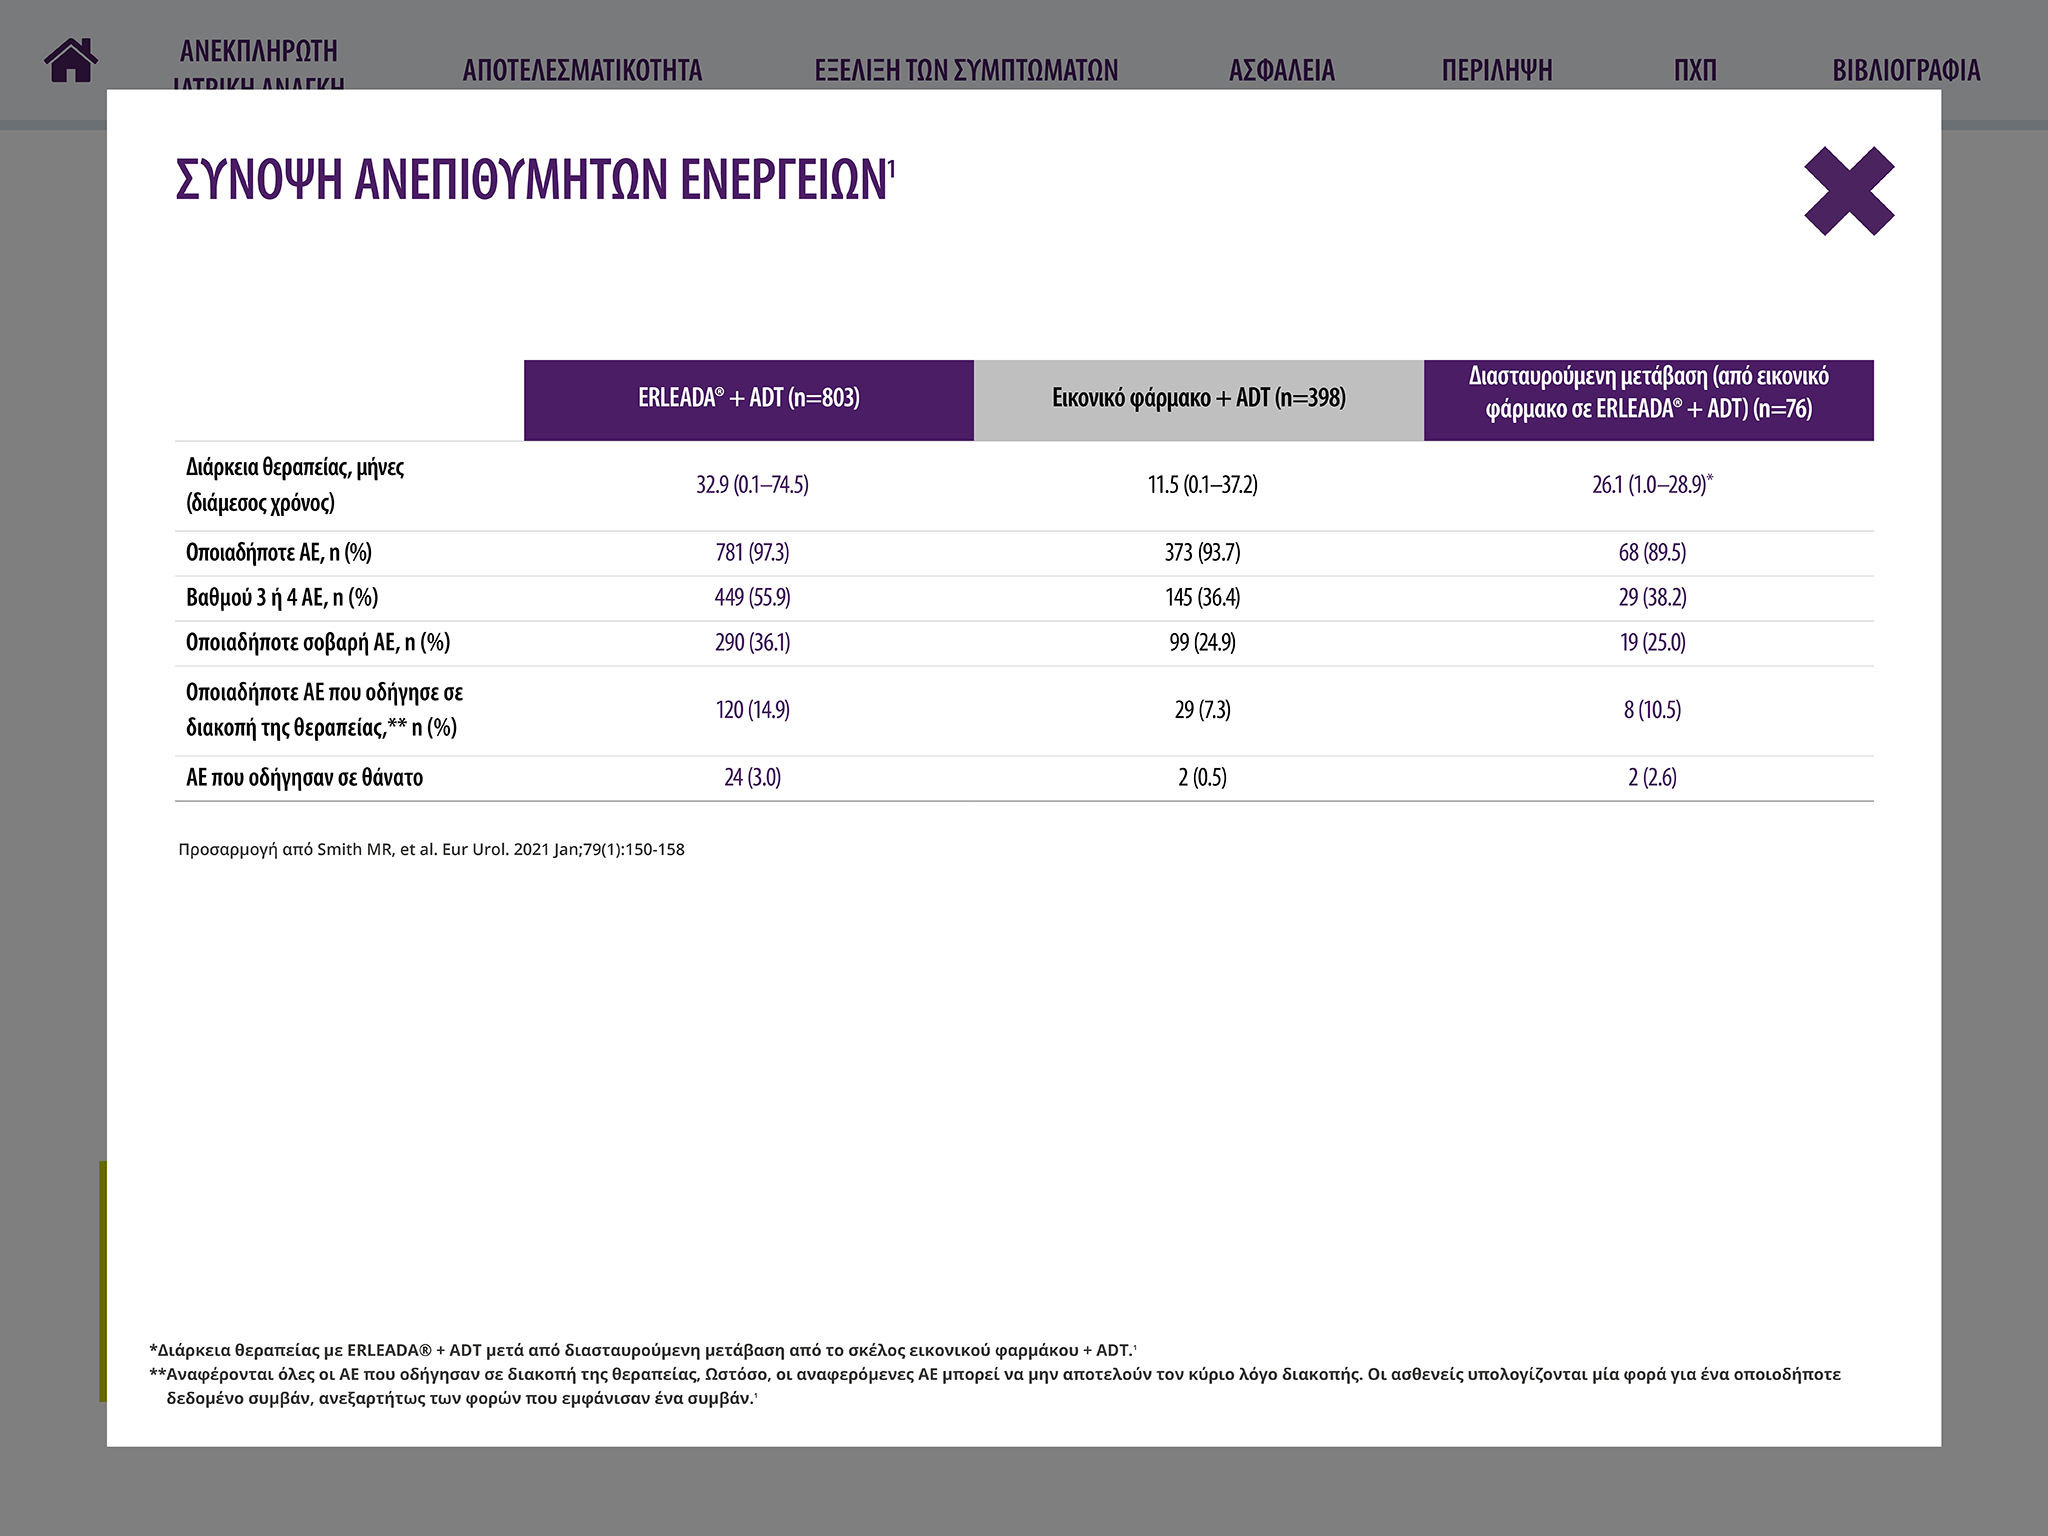 ΑΝΕΚΠΛΗΡΩΤΗ
ΙΑΤΡΙΚΗ ΑΝΑΓΚΗ
ΑΠΟΤΕΛΕΣΜΑΤΙΚΟΤΗΤΑ
ΕΞΕΛΙΞΗ ΤΩΝ ΣΥΜΠΤΩΜΑΤΩΝ
ΑΣΦΑΛΕΙΑ
ΠΕΡΙΛΗΨΗ
ΠΧΠ
ΒΙΒΛΙΟΓΡΑΦΙΑ
ΣΥΝΟΨΗ ΑΝΕΠΙΘΥΜΗΤΩΝ ΕΝΕΡΓΕΙΩΝ¹
ERLEADA® + ADT (n=803)
Εικονικό φάρμακο + ADT (n=398)
Διασταυρούμενη μετάβαση (από εικονικό
φάρμακο σε ERLEADA® + ADT) (n=76)
Διάρκεια θεραπείας, μήνες
(διάμεσος χρόνος)
32.9 (0.1–74.5)
11.5 (0.1–37.2)
26.1 (1.0–28.9)*
Οποιαδήποτε ΑΕ, n (%)
781 (97.3)
373 (93.7)
68 (89.5)
Βαθμού 3 ή 4 ΑΕ, n (%)
449 (55.9)
145 (36.4)
29 (38.2)
Οποιαδήποτε σοβαρή ΑΕ, n (%)
290 (36.1)
99 (24.9)
19 (25.0)
Οποιαδήποτε ΑΕ που οδήγησε σε
διακοπή της θεραπείας,** n (%)
120 (14.9)
29 (7.3)
8 (10.5)
ΑΕ που οδήγησαν σε θάνατο
24 (3.0)
2 (0.5)
2 (2.6)
Προσαρμογή από Smith MR, et al. Eur Urol. 2021 Jan;79(1):150-158
*Διάρκεια θεραπείας με ERLEADA® + ADT μετά από διασταυρούμενη μετάβαση από το σκέλος εικονικού φαρμάκου + ADT.¹
**Αναφέρονται όλες οι ΑΕ που οδήγησαν σε διακοπή της θεραπείας, Ωστόσο, οι αναφερόμενες ΑΕ μπορεί να μην αποτελούν τον κύριο λόγο διακοπής. Οι ασθενείς υπολογίζονται μία φορά για ένα οποιοδήποτε
δεδομένο συμβάν, ανεξαρτήτως των φορών που εμφάνισαν ένα συμβάν.¹